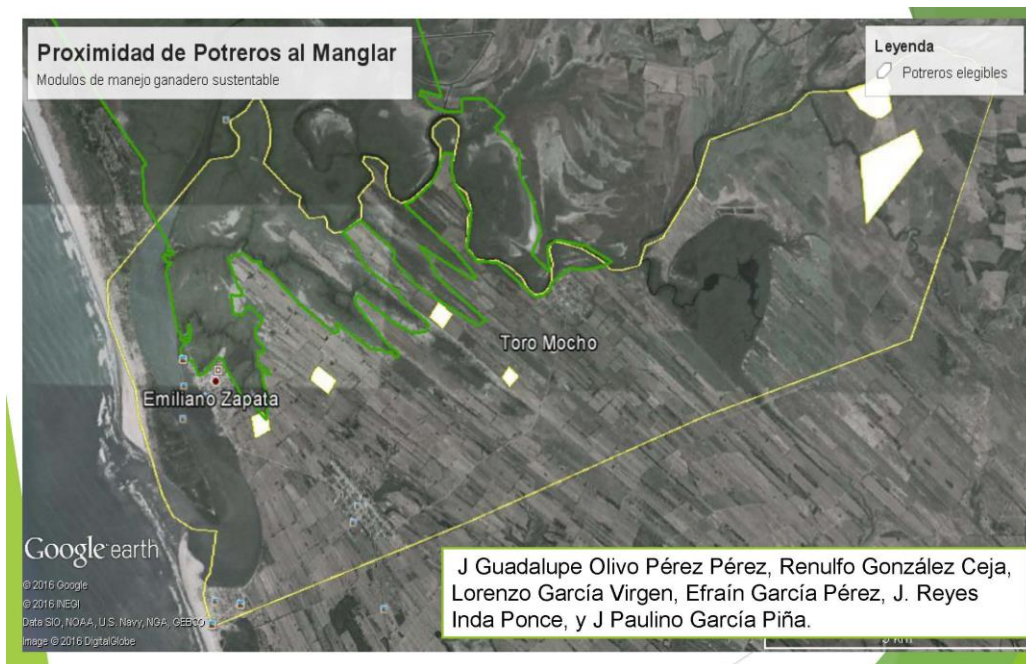 Proximidad de Potreros al Manglar
Modulos de manejo ganadero sustentable
Leyenda
Potreros elegibles
Toro Mocho
Emiliano Zapata
Google earth
© 2016 Google
© 2016 INEGI
Data SIO, NOAA, U.S. Navy, NGA, GEBCO
Image © 2016 DigitalGlobe
J Guadalupe Olivo Pérez Pérez, Renulfo González Ceja,
Lorenzo García Virgen, Efraín García Pérez, J. Reyes
Inda Ponce, y J Paulino García Piña.